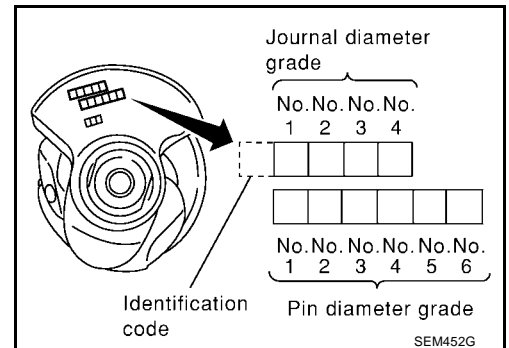 Journal diameter
grade
No. No. No. No.
1 2 3 4
No. No. No. No. No. No.
1 2 3 4 5 6
Identification
code
Pin diameter grade
SEM452G